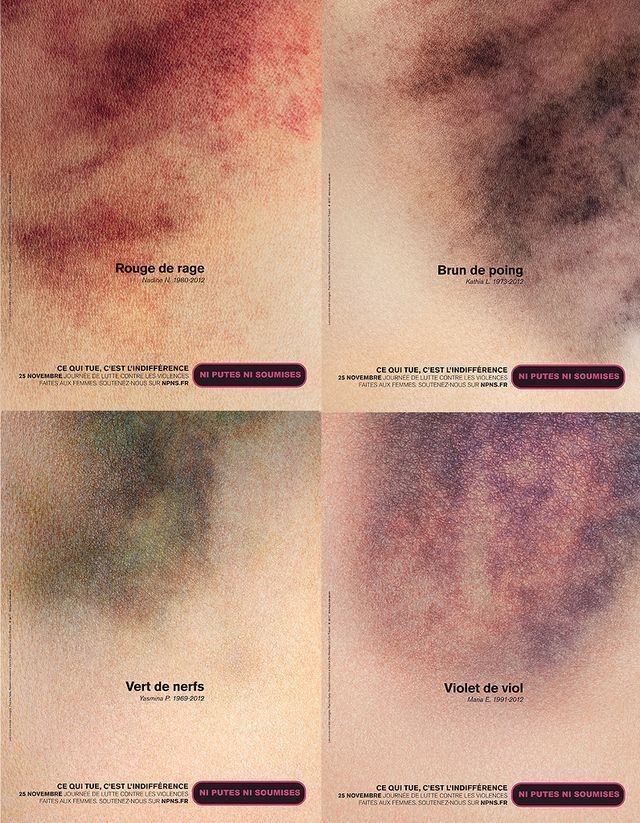 Rouge de rage
Nadine N. 1980-2012
CE QUI TUE, C'EST L'INDIFFÉRENCE
25 NOVEMBRE JOURNÉE DE LUTTE CONTRE LES VIOLENCES
FAITES AUX FEMMES. SOUTENEZ-NOUS SUR NPNS.FR
NI PUTES NI SOUMISES
Brun de poing
Kathia L. 1973-2012
CE QUI TUE, C'EST L'INDIFFÉRENCE
25 NOVEMBRE JOURNÉE DE LUTTE CONTRE LES VIOLENCES
FAITES AUX FEMMES. SOUTENEZ-NOUS SUR NPNS.FR
NI PUTES NI SOUMISES
Vert de nerfs
Yasmina P. 1969-2012
CE QUI TUE, C'EST L'INDIFFÉRENCE
25 NOVEMBRE JOURNÉE DE LUTTE CONTRE LES VIOLENCES
FAITES AUX FEMMES. SOUTENEZ-NOUS SUR NPNS.FR
NI PUTES NI SOUMISES
Violet de viol
Maria E. 1991-2012
CE QUI TUE, C'EST L'INDIFFÉRENCE
25 NOVEMBRE JOURNÉE DE LUTTE CONTRE LES VIOLENCES
FAITES AUX FEMMES. SOUTENEZ-NOUS SUR NPNS.FR
NI PUTES NI SOUMISES